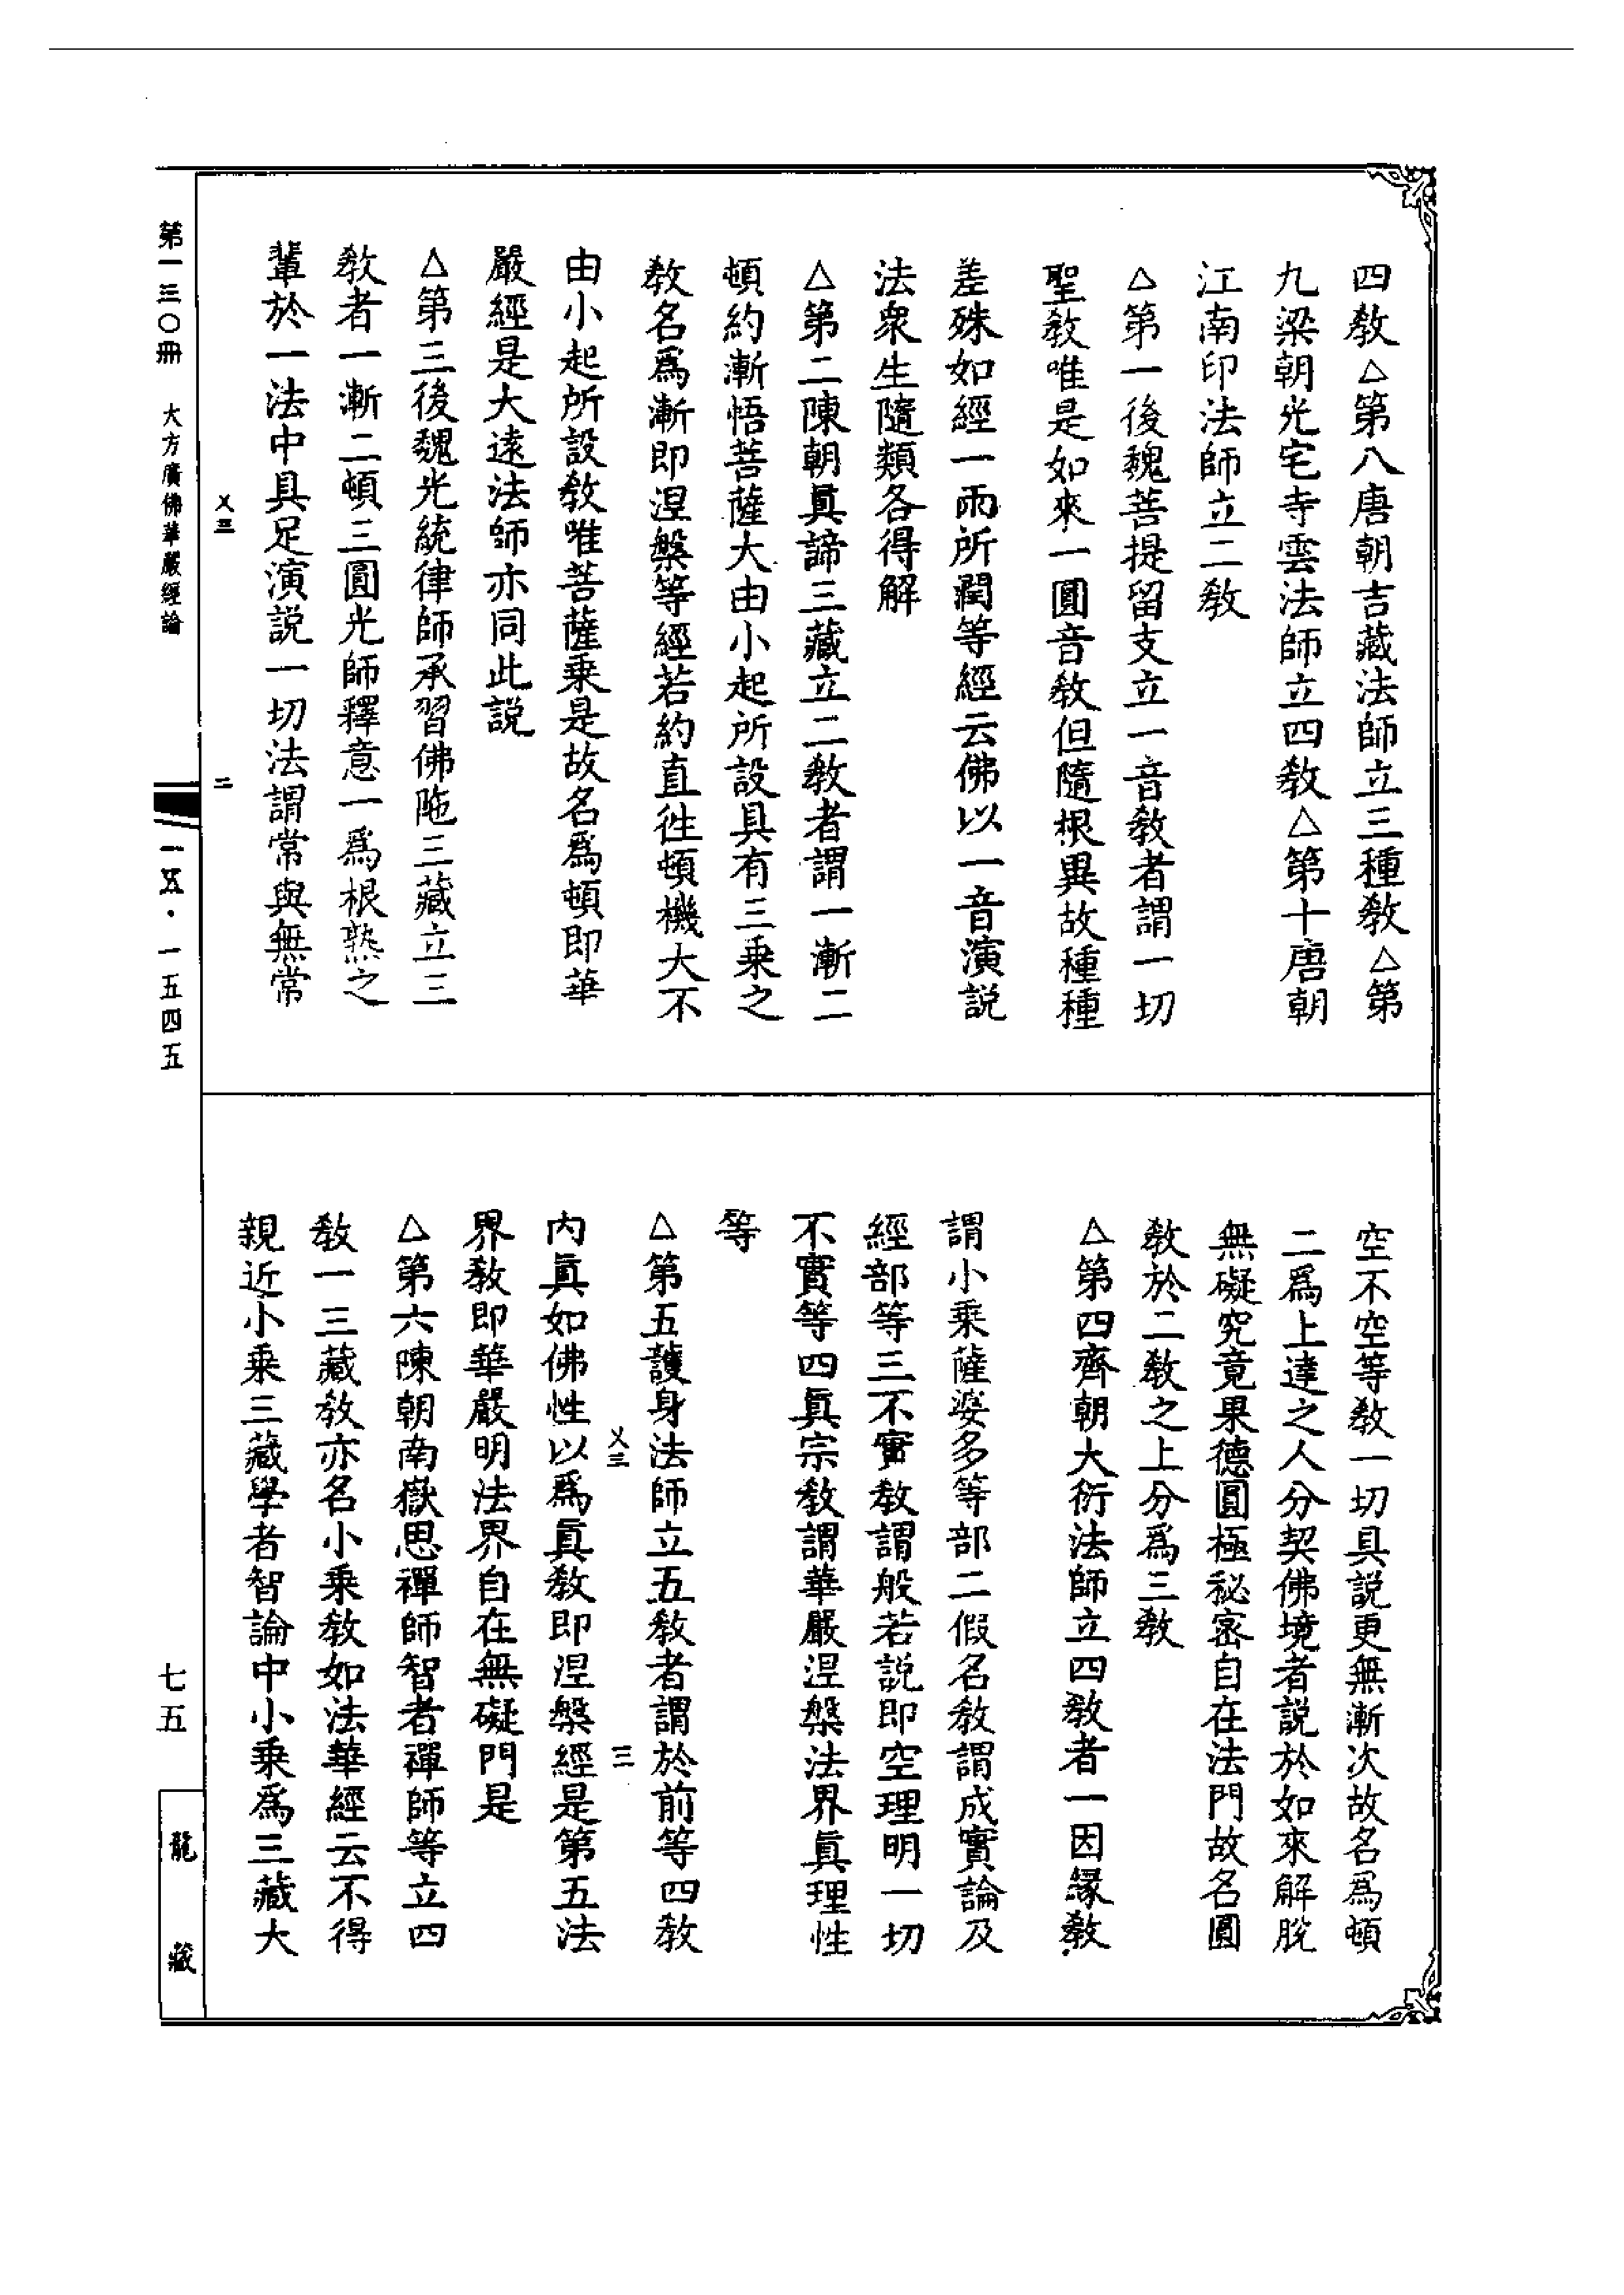 四教△第八唐朝吉藏法師立三種教△第
九梁朝光宅寺雲法師立四教△第十唐朝
江南印法師立二教
△第一後魏菩提留支立一音教者謂一切
聖教唯是如來一圓音教但隨根異故種種
差殊如經一雨所潤等經云佛以一音演説
法衆生隨類各得解
△第二陳朝眞諦三藏立二教者謂一漸二
頓約漸悟菩薩大由小起所設具有三乗之
教名爲漸即涅槃等經若約直徃頓機大不
由小起所設教唯菩薩乗是故名爲頓即華
嚴經是大遠法師亦同此説
△第三後魏光統律師承習佛陁三藏立三
教者一漸二頓三圓光師釋意一爲根熟之
輩於一法中具足演説一切法謂常與無常
乂三 二
空不空等教一切具説更無漸次故名爲頓
二爲上達之人分契佛境者説於如來解脫
無礙究竟果德圓極秘密自在法門故名圓
教於二教之上分爲三教
△第四齊朝大衍法師立四教者一因縁教
謂小乗薩婆多等部二假名教謂成實論及
經部等三不實教謂般若説即空理明一切
不實等四眞宗教謂華嚴涅槃法界眞理性
等
△第五護身法師立五教者謂於前等四教
乂三 三
内眞如佛性以爲眞教即涅槃經是第五法
界教即華嚴明法界自在無礙門是
△第六陳朝南嶽思禪師智者禪師等立四
教一三藏教亦名小乗教如法華經云不得
親近小乗三藏學者智論中小乗爲三藏大
第一三〇冊 大方廣佛華嚴經論
一五‧一五四五
七五
龍藏